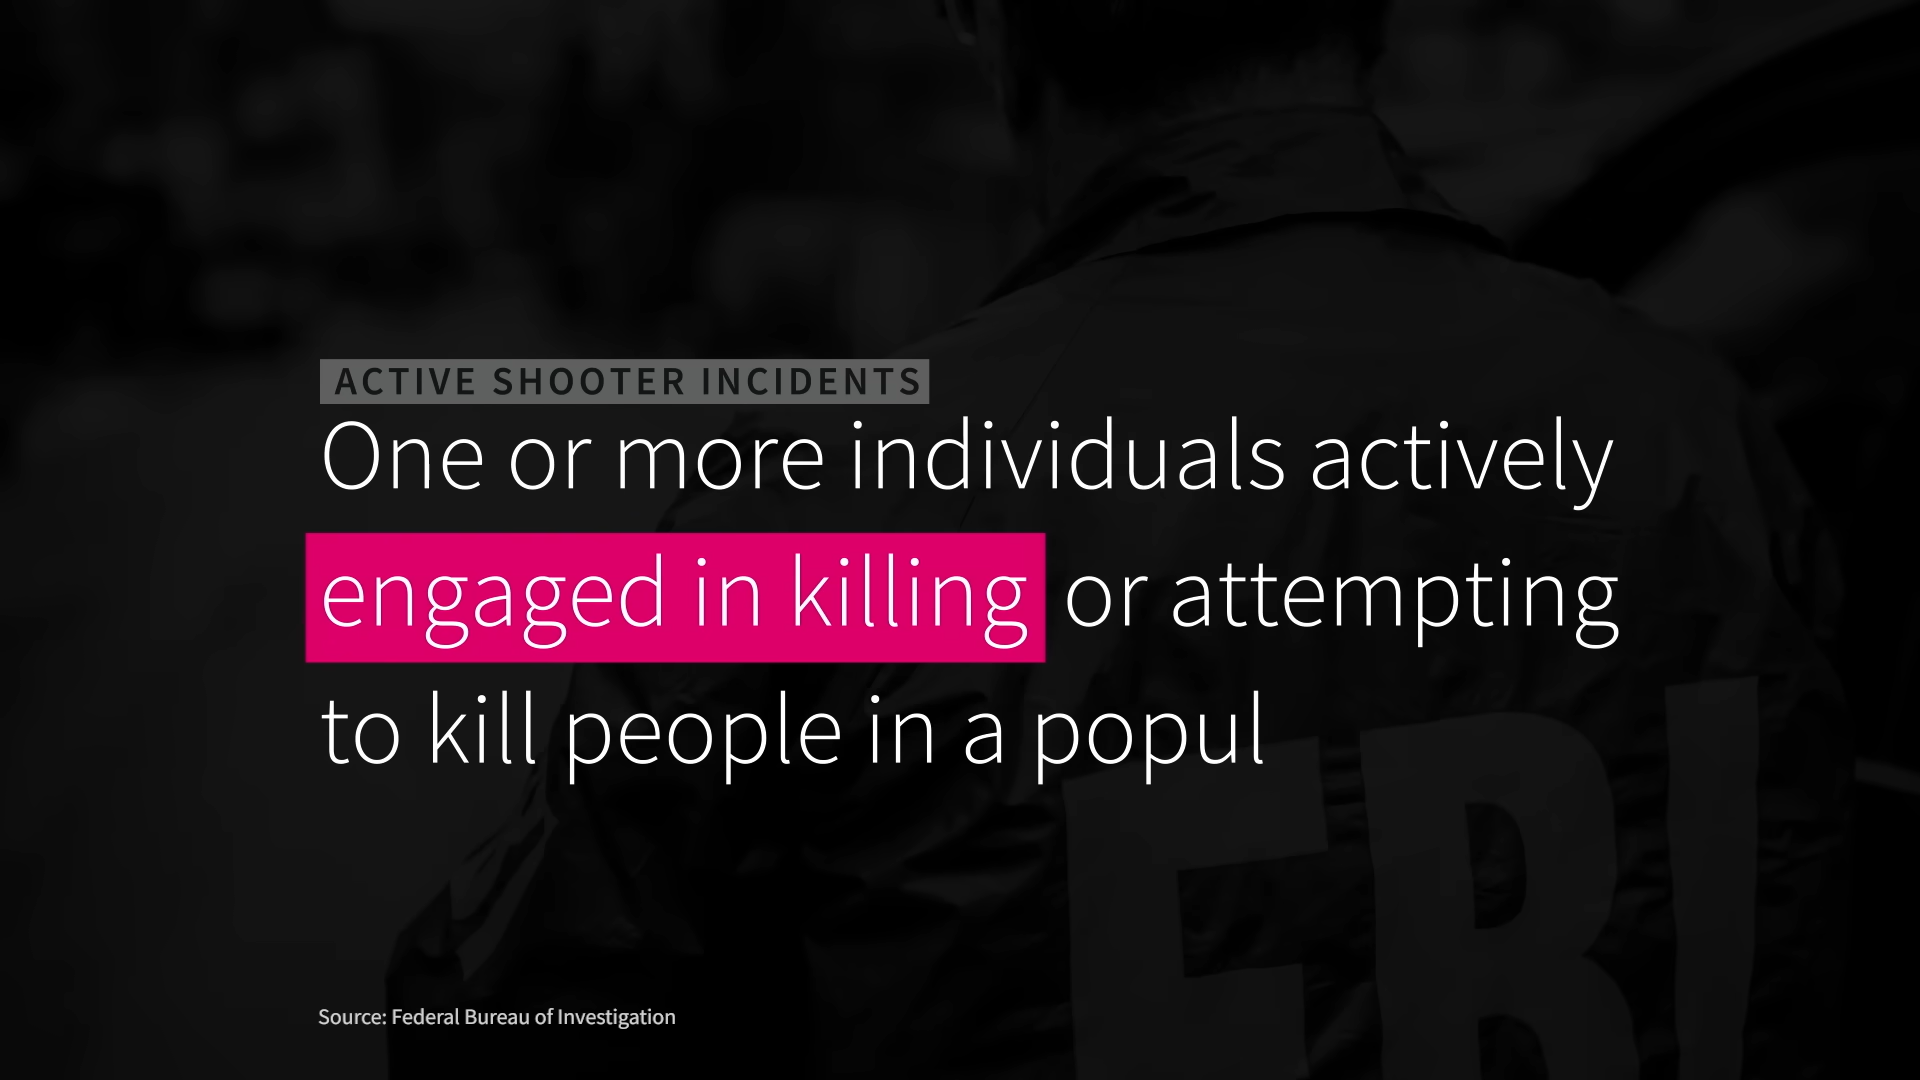 ACTIVE SHOOTER INCIDENTS
One or more individuals actively
engaged in killing or attempting
to kill people in a popul
FBI
Source: Federal Bureau of Investigation